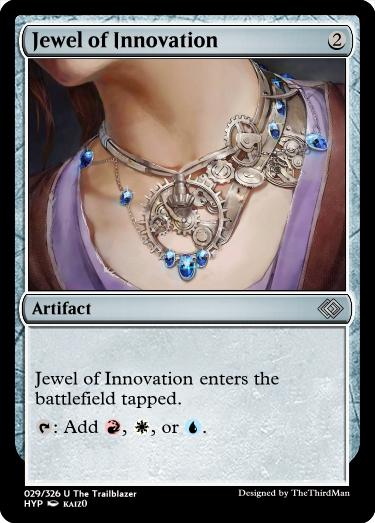 Jewel of Innovation 2
Artifact
Jewel of Innovation enters the
battlefield tapped.
: Add , , or .
029/326 U The Trailblazer
Designed by TheThirdMan
HYP KAIZ0